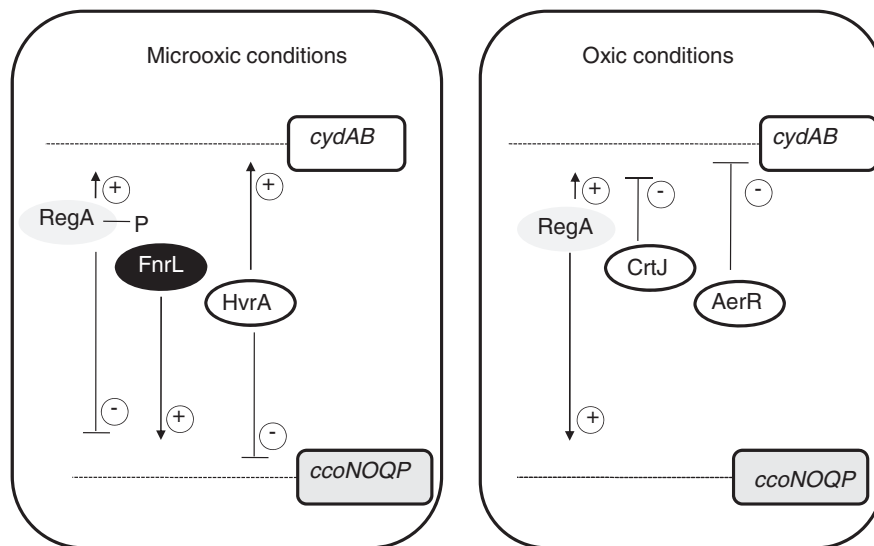 Microoxic conditions
cydAB
+
+
RegA
P
FnrL
HvrA
-
+
-
ccoNOQP
Oxic conditions
cydAB
+
-
-
RegA
CrtJ
AerR
+
ccoNOQP